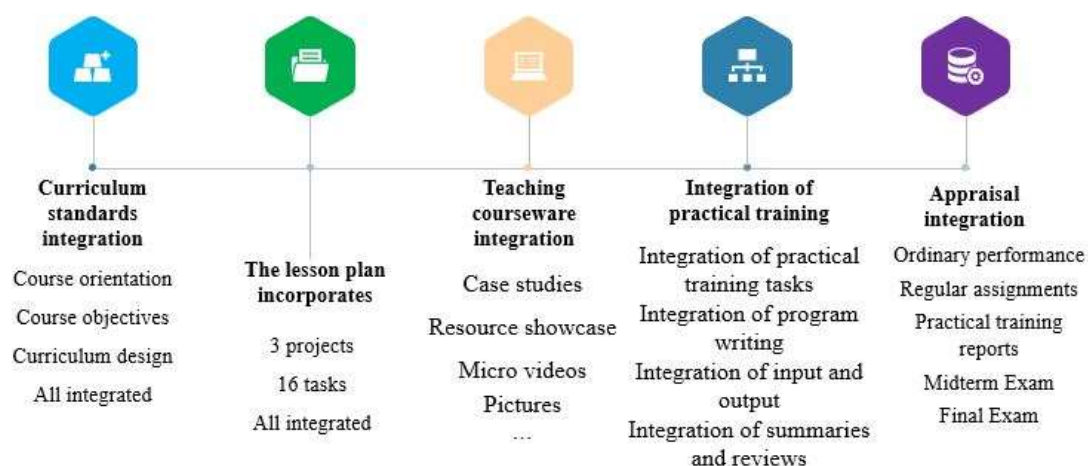 Curriculum
standards
integration
Course orientation
Course objectives
Curriculum design
All integrated
The lesson plan
incorporates
3 projects
16 tasks
All integrated
Teaching
courseware
integration
Case studies
Resource showcase
Micro videos
Pictures
...
Integration of
practical training
Integration of practical
training tasks
Integration of program
writing
Integration of input and
output
Integration of summaries
and reviews
Appraisal
integration
Ordinary performance
Regular assignments
Practical training
reports
Midterm Exam
Final Exam